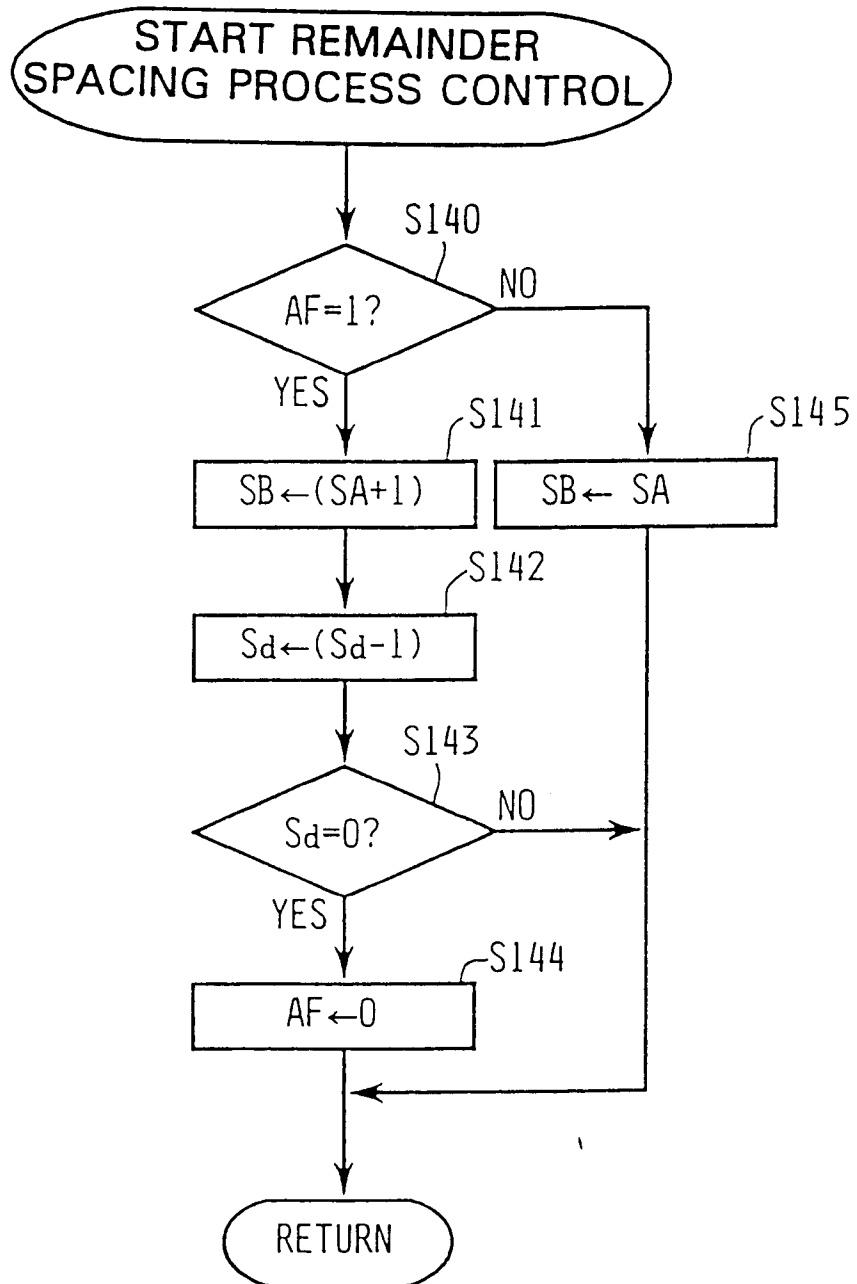 START REMAINDER
SPACING PROCESS CONTROL
S140
AF=1?
NO
YES
S141
SB←(SA+1)
S145
SB← SA
S142
Sd←(Sd-1)
S143
Sd=0?
NO
YES
S144
AF←0
RETURN